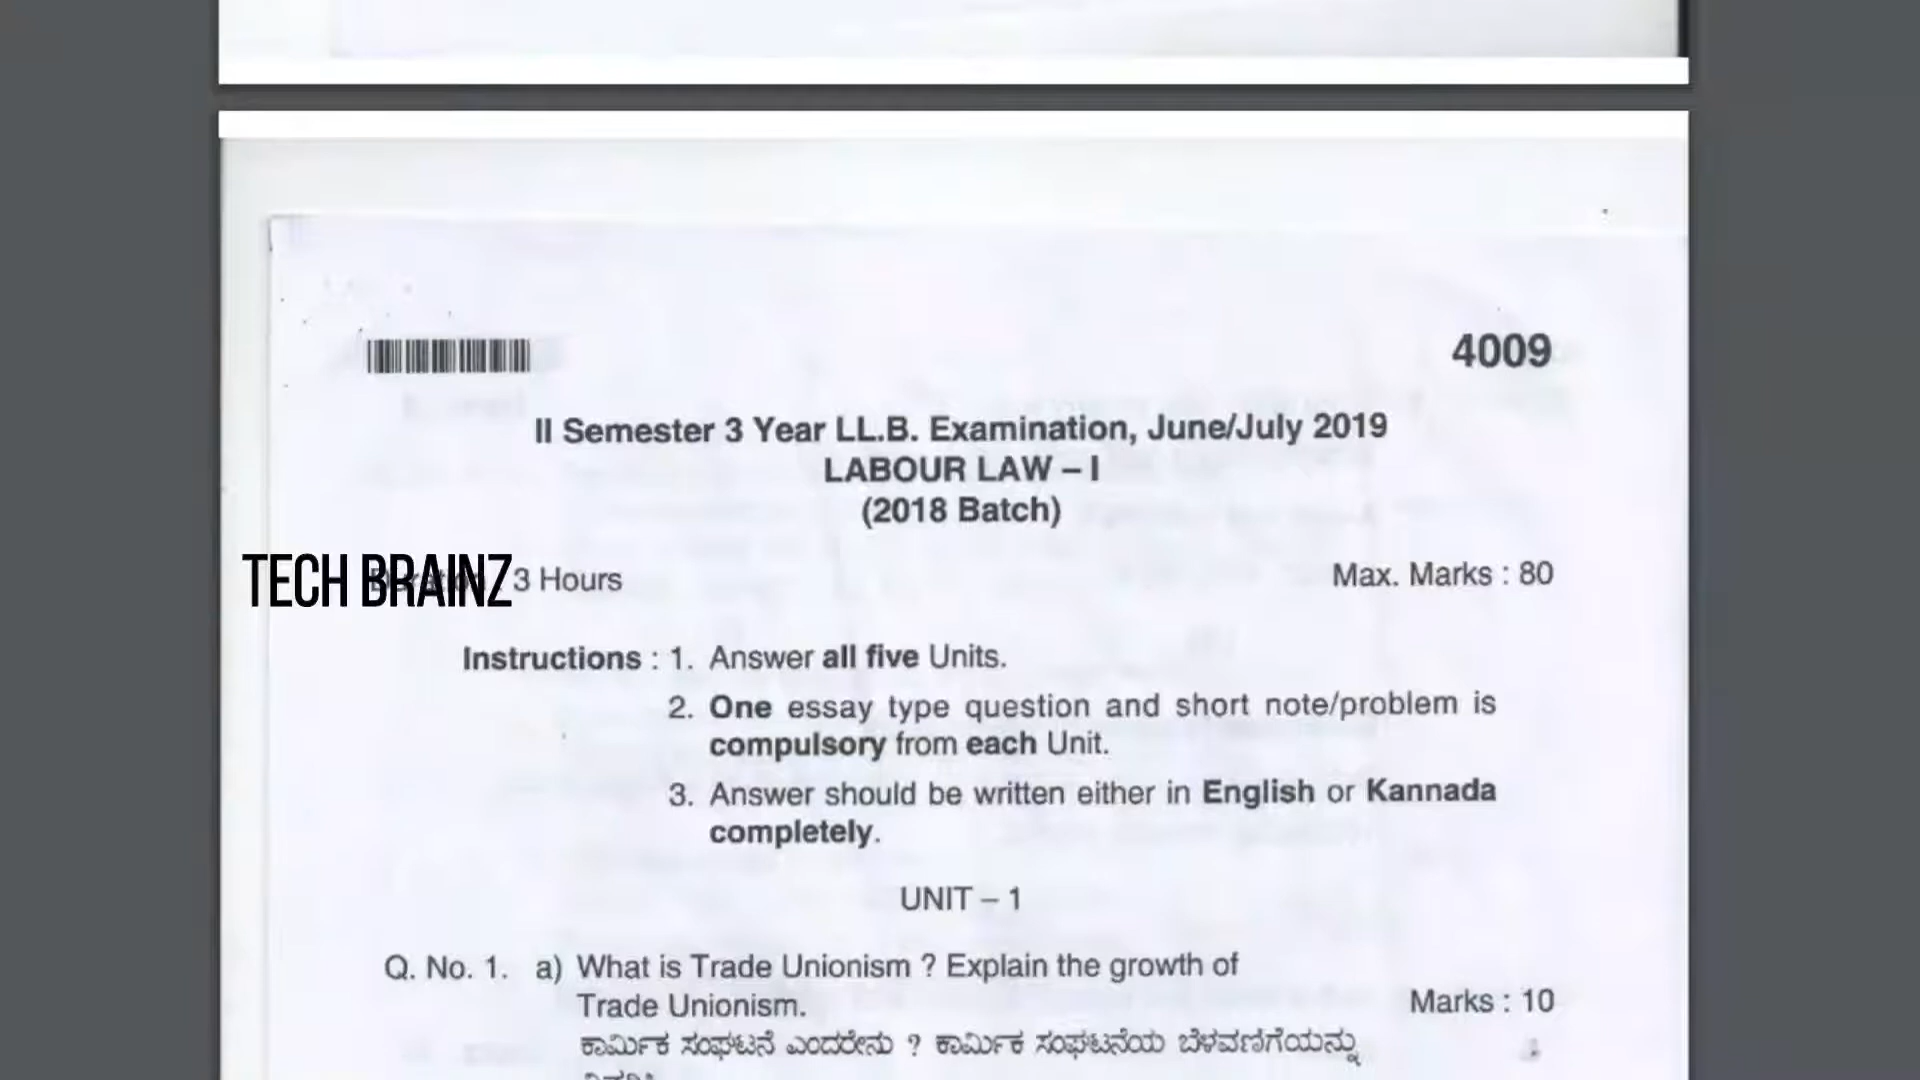 4009
II Semester 3 Year LL.B. Examination, June/July 2019
LABOUR LAW – I
(2018 Batch)
TECH BRAINZ
Duration : 3 Hours
Max. Marks : 80
Instructions : 1. Answer all five Units.
2. One essay type question and short note/problem is
compulsory from each Unit.
3. Answer should be written either in English or Kannada
completely.
UNIT – 1
Q. No. 1. a) What is Trade Unionism ? Explain the growth of
Trade Unionism.
Marks : 10
ಕಾರ್ಮಿಕ ಸಂಘಟನೆ ಎಂದರೇನು ? ಕಾರ್ಮಿಕ ಸಂಘಟನೆಯ ಬೆಳವಣಿಗೆಯನ್ನು